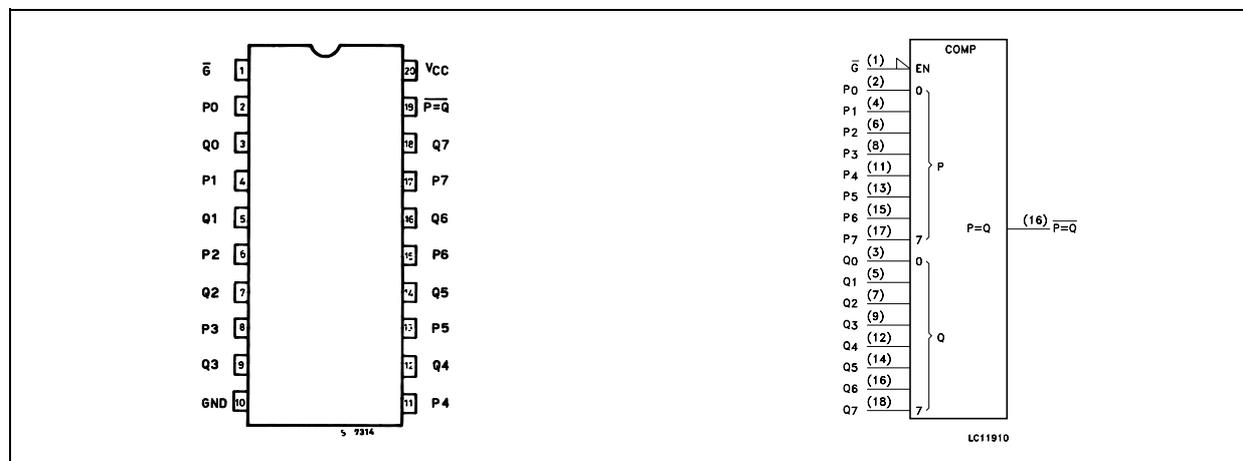 G̅ 1 20 VCC
P0 2 19 P̅=̅Q̅
Q0 3 18 Q7
P1 4 17 P7
Q1 5 16 Q6
P2 6 15 P6
Q2 7 14 Q5
P3 8 13 P5
Q3 9 12 Q4
GND 10 11 P4
S 7314
COMP
G̅ (1) EN
P0 (2) 0
P1 (4)
P2 (6)
P3 (8)
P
P4 (11)
P5 (13)
P6 (15)
P=Q (16) P̅=̅Q̅
P7 (17) 7
Q0 (3) 0
Q1 (5)
Q2 (7)
Q3 (9)
Q
Q4 (12)
Q5 (14)
Q6 (16)
Q7 (18) 7
LC11910